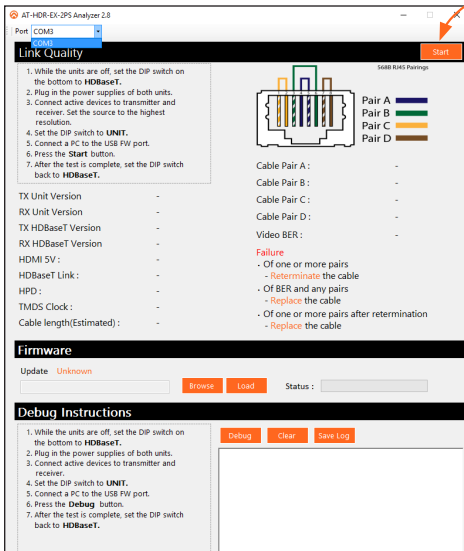 AT-HDR-EX-2PS Analyzer 2.8
Port COM3
COM3
Link Quality
Start
1. While the units are off, set the DIP switch on
the bottom to HDBaseT.
2. Plug in the power supplies of both units.
3. Connect active devices to transmitter and
receiver. Set the source to the highest
resolution.
4. Set the DIP switch to UNIT.
5. Connect a PC to the USB FW port.
6. Press the Start button.
7. After the test is complete, set the DIP switch
back to HDBaseT.
568B RJ45 Pairings
Pair A
Pair B
Pair C
Pair D
TX Unit Version -
RX Unit Version -
TX HDBaseT Version -
RX HDBaseT Version -
HDMI 5V : -
HDBaseT Link : -
HPD : -
TMDS Clock : -
Cable length(Estimated) : -
Cable Pair A : -
Cable Pair B : -
Cable Pair C : -
Cable Pair D : -
Video BER : -
Failure
- Of one or more pairs
- Reterminate the cable
- Of BER and any pairs
- Replace the cable
- Of one or more pairs after retermination
- Replace the cable
Firmware
Update Unknown
Browse
Load
Status :
Debug Instructions
1. While the units are off, set the DIP switch on
the bottom to HDBaseT.
2. Plug in the power supplies of both units.
3. Connect active devices to transmitter and
receiver.
4. Set the DIP switch to UNIT.
5. Connect a PC to the USB FW port.
6. Press the Debug button.
7. After the test is complete, set the DIP switch
back to HDBaseT.
Debug
Clear
Save Log